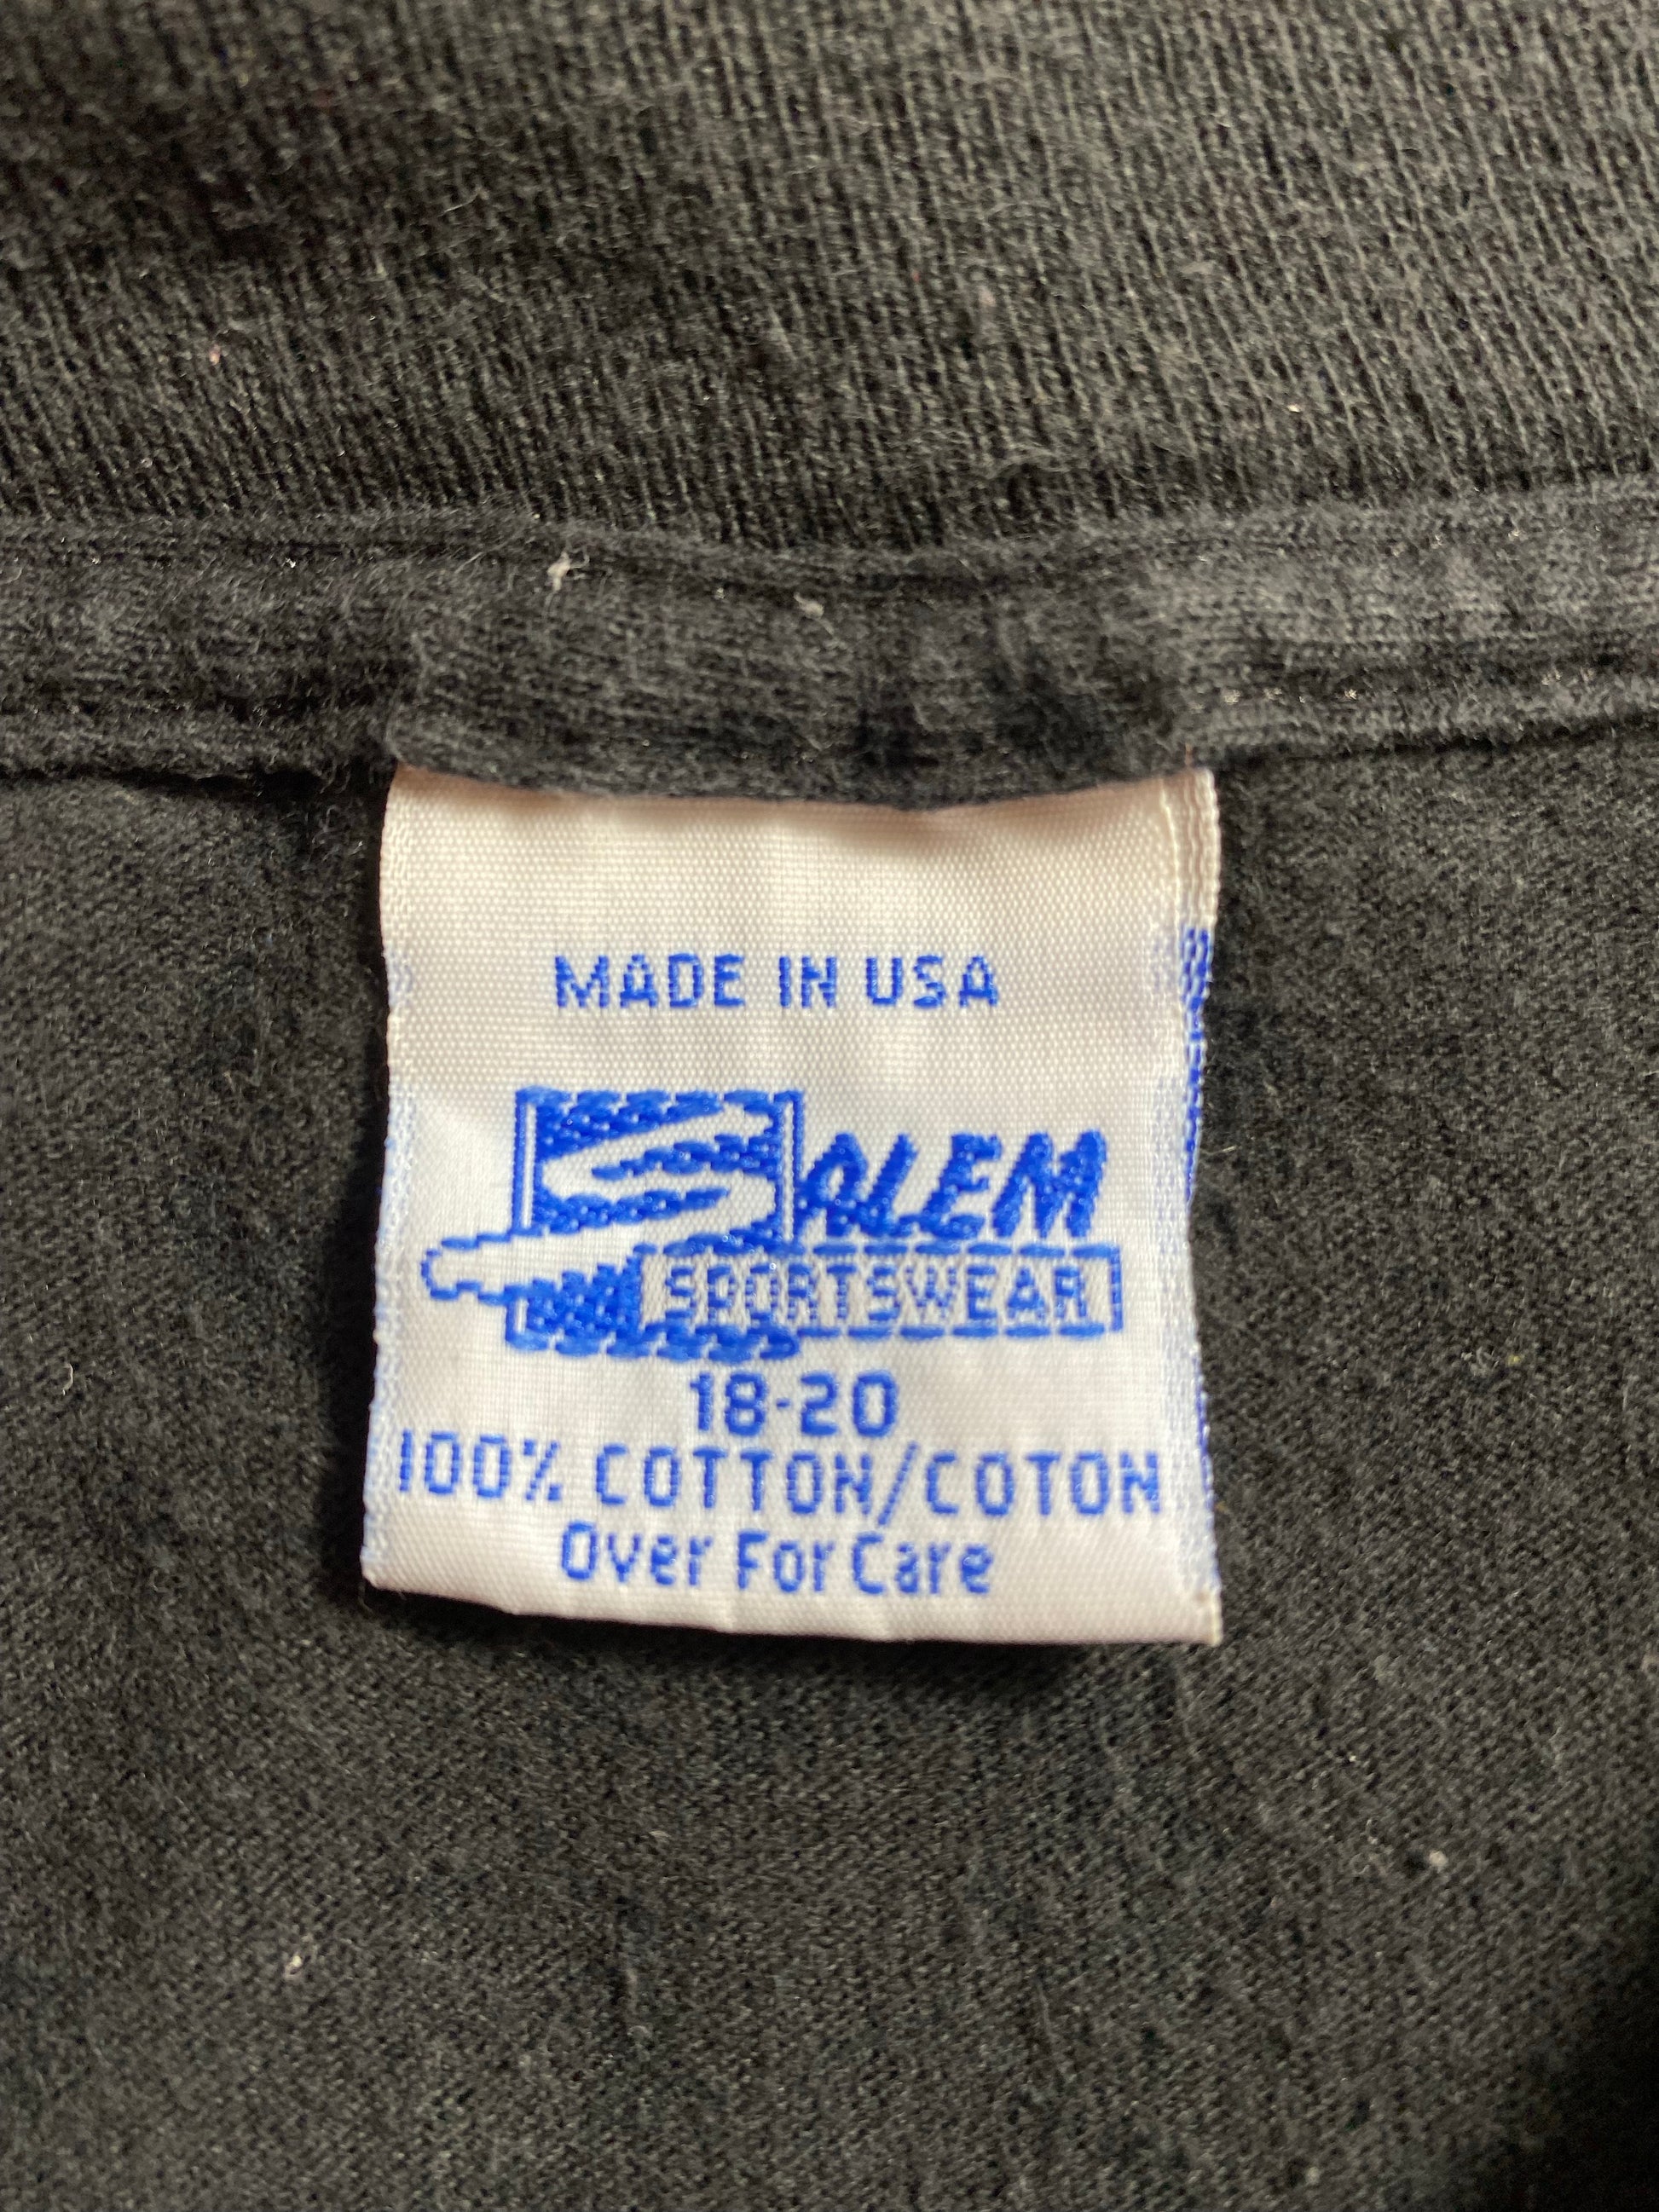 MADE IN USA
SALEM
SPORTSWEAR
18-20
100% COTTON/COTON
Over For Care